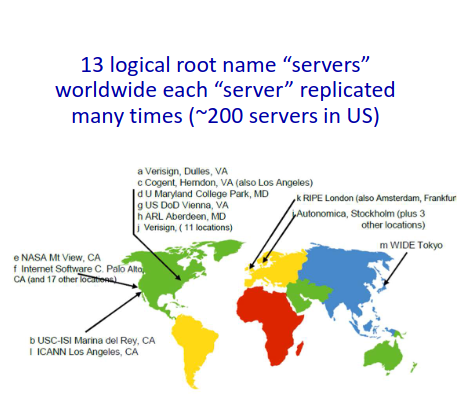 13 logical root name “servers”
worldwide each “server” replicated
many times (~200 servers in US)
a Verisign, Dulles, VA
c Cogent, Herndon, VA (also Los Angeles)
d U Maryland College Park, MD
g US DoD Vienna, VA
h ARL Aberdeen, MD
j Verisign, ( 11 locations)
k RIPE London (also Amsterdam, Frankfur
Autonomica, Stockholm (plus 3
other locations)
m WIDE Tokyo
e NASA Mt View, CA
f Internet Software C. Palo Alto,
CA (and 17 other locations)
b USC-ISI Marina del Rey, CA
l ICANN Los Angeles, CA